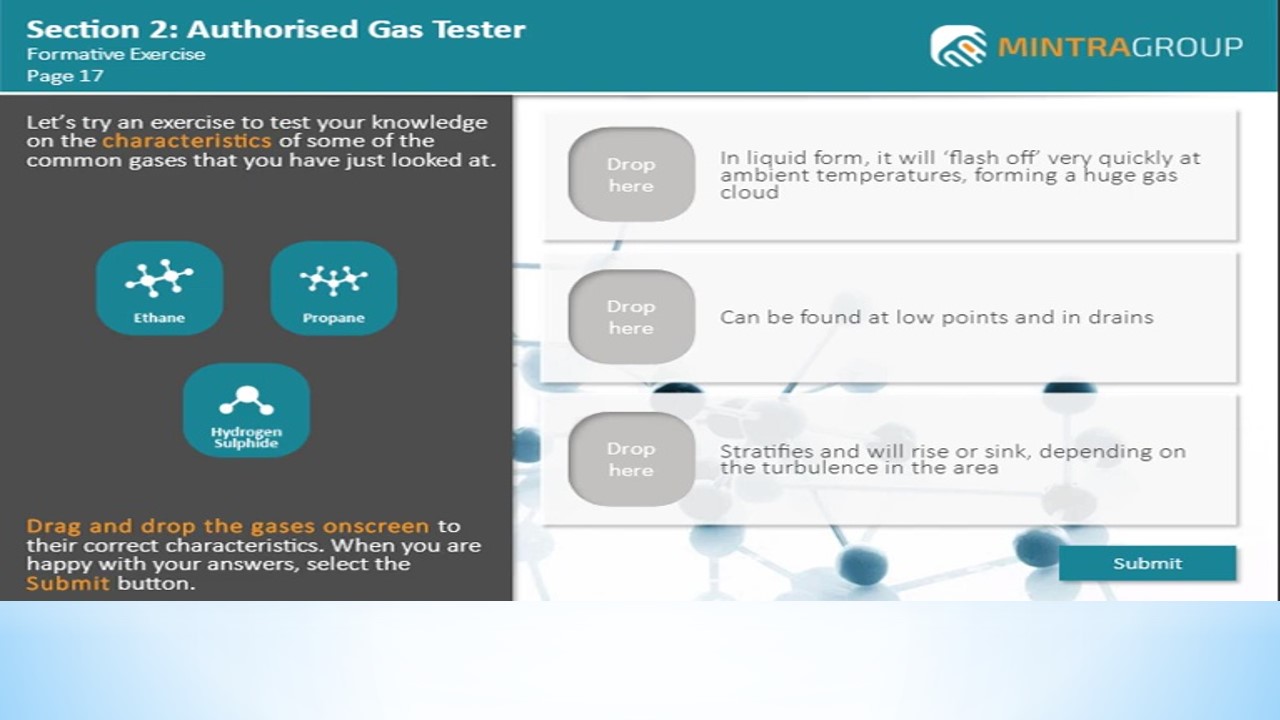 Section 2: Authorised Gas Tester
Formative Exercise
Page 17
MINTRAGROUP
Let's try an exercise to test your knowledge
on the characteristics of some of the
common gases that you have just looked at.
Ethane
Propane
Hydrogen
Sulphide
Drag and drop the gases onscreen to
their correct characteristics. When you are
happy with your answers, select the
Submit button.
Drop
here
In liquid form, it will ‘flash off’ very quickly at
ambient temperatures, forming a huge gas
cloud
Drop
here
Can be found at low points and in drains
Drop
here
Stratifies and will rise or sink, depending on
the turbulence in the area
Submit